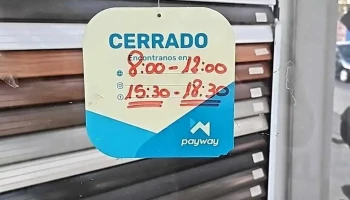 CERRADO
Encontranos en:
8:00 - 12:00
15:30 - 18:30
payway